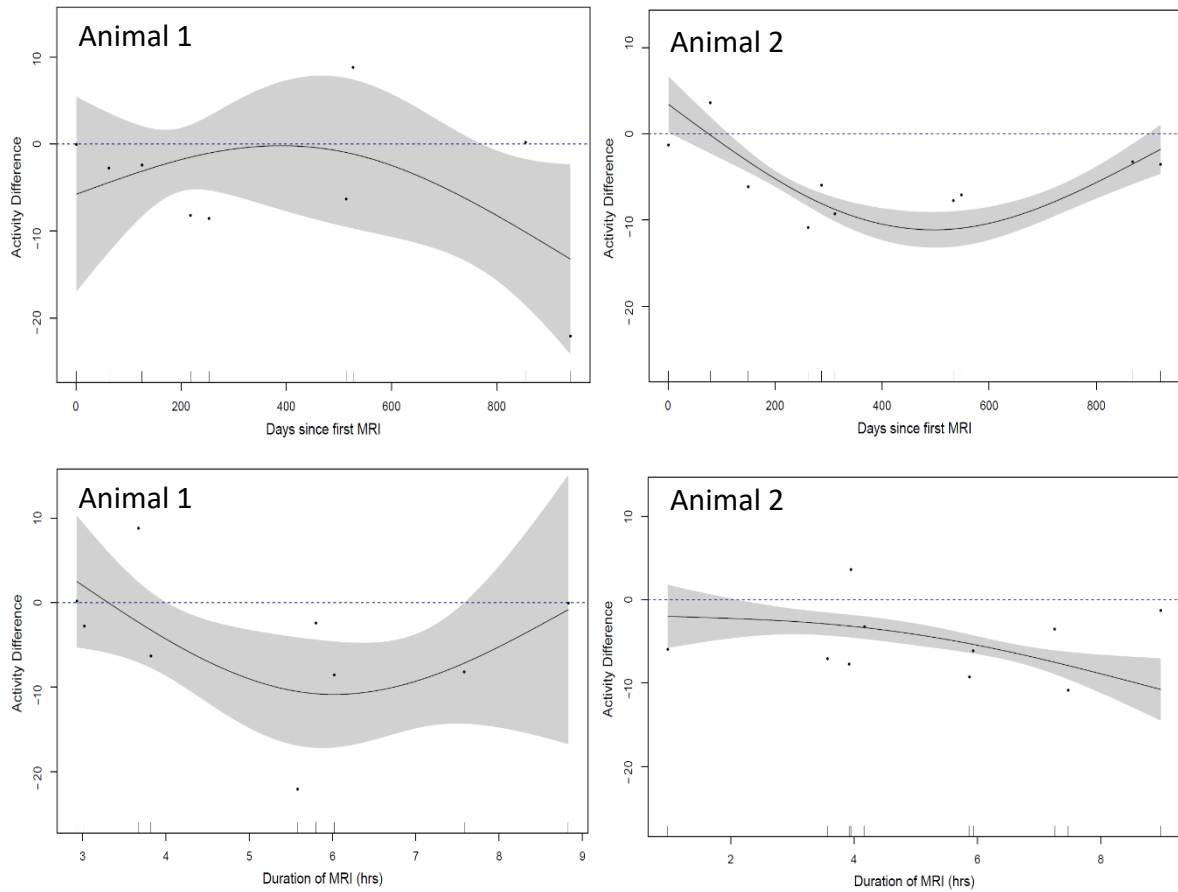 Animal 1
10
0
−10
−20
Activity Difference
0 200 400 600 800
Days since first MRI
Animal 2
10
0
−10
−20
Activity Difference
0 200 400 600 800
Days since first MRI
Animal 1
10
0
−10
−20
Activity Difference
3 4 5 6 7 8 9
Duration of MRI (hrs)
Animal 2
10
0
−10
−20
Activity Difference
2 4 6 8
Duration of MRI (hrs)